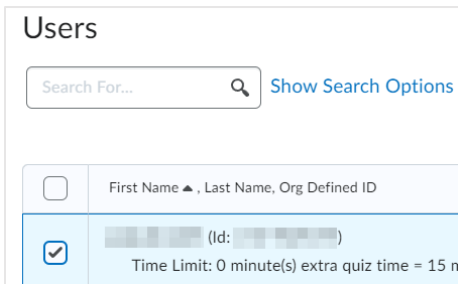 Users
Search For...
Show Search Options
First Name ▲ , Last Name, Org Defined ID
(Id: )
Time Limit: 0 minute(s) extra quiz time = 15